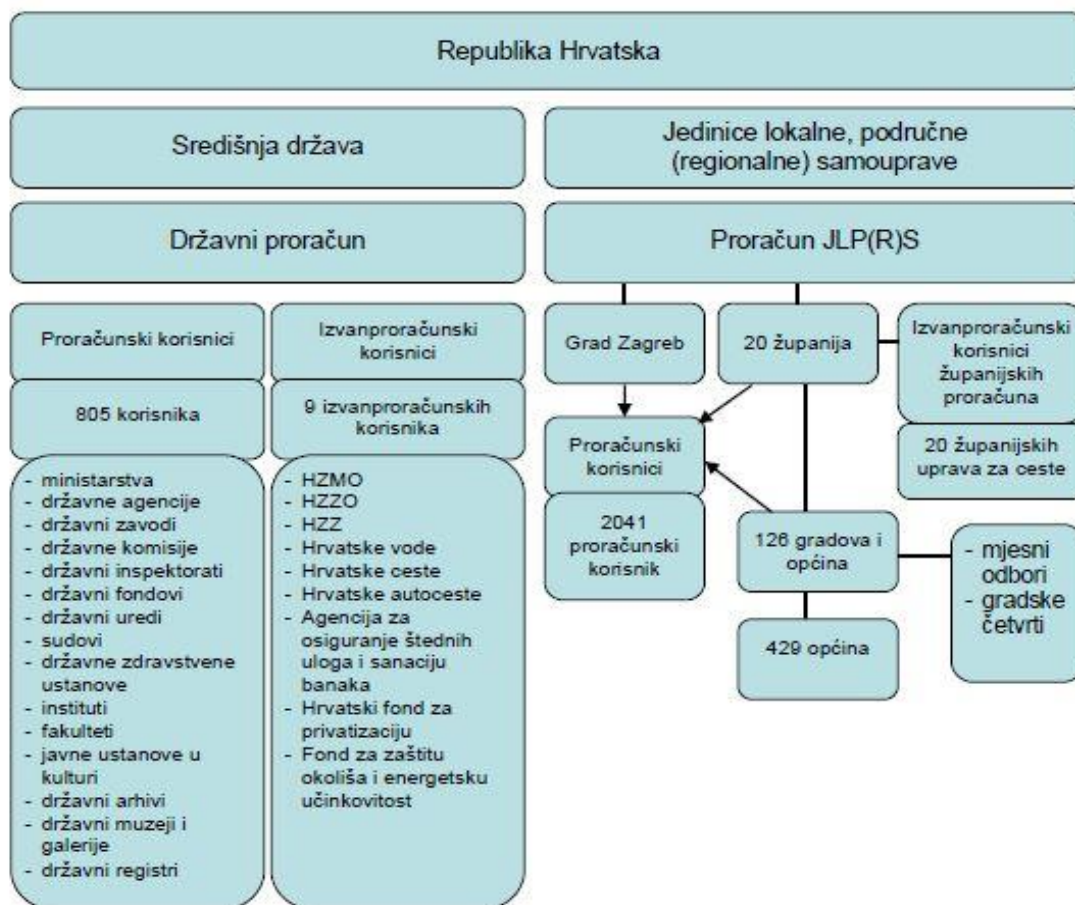 Republika Hrvatska
Središnja država
Državni proračun
Proračunski korisnici
805 korisnika
- ministarstva
- državne agencije
- državni zavodi
- državne komisije
- državni inspektorati
- državni fondovi
- državni uredi
- sudovi
- državne zdravstvene
ustanove
- instituti
- fakulteti
- javne ustanove u
kulturi
- državni arhivi
- državni muzeji i
galerije
- državni registri
Izvanproračunski
korisnici
9 izvanproračunskih
korisnika
- HZMO
- HZZO
- HZZ
- Hrvatske vode
- Hrvatske ceste
- Hrvatske autoceste
- Agencija za
osiguranje štednih
uloga i sanaciju
banaka
- Hrvatski fond za
privatizaciju
- Fond za zaštitu
okoliša i energetsku
učinkovitost
Jedinice lokalne, područne
(regionalne) samouprave
Proračun JLP(R)S
Grad Zagreb
20 županija
Izvanproračunski
korisnici
županijskih
proračuna
20 županijskih
uprava za ceste
Proračunski
korisnici
2041
proračunski
korisnik
126 gradova i
općina
- mjesni
odbori
- gradske
četvrti
429 općina